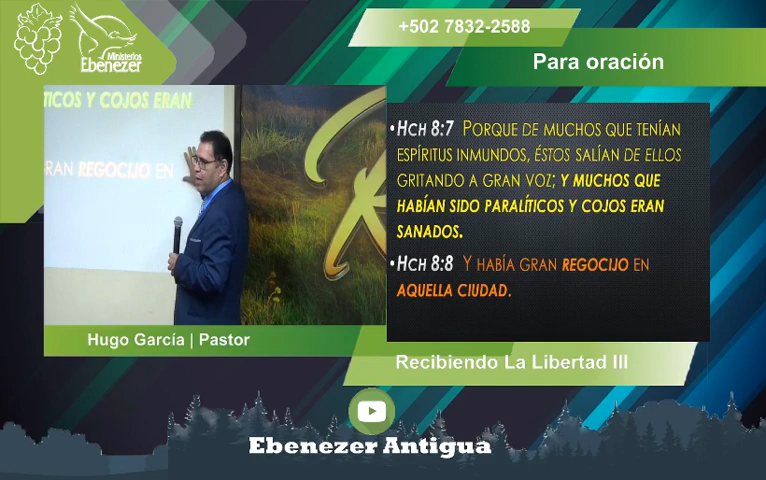 +502 7832-2588
Ministerios
Ebenezer
Para oración
TICOS Y COJOS ERAN
RAN REGOCIJO EN
•HCH 8:7 PORQUE DE MUCHOS QUE TENÍAN
ESPÍRITUS INMUNDOS, ÉSTOS SALÍAN DE ELLOS
GRITANDO A GRAN VOZ; Y MUCHOS QUE
HABÍAN SIDO PARALÍTICOS Y COJOS ERAN
SANADOS.
•HCH 8:8 Y HABÍA GRAN REGOCIJO EN
AQUELLA CIUDAD.
Hugo García | Pastor
Recibiendo La Libertad III
Ebenezer Antigua